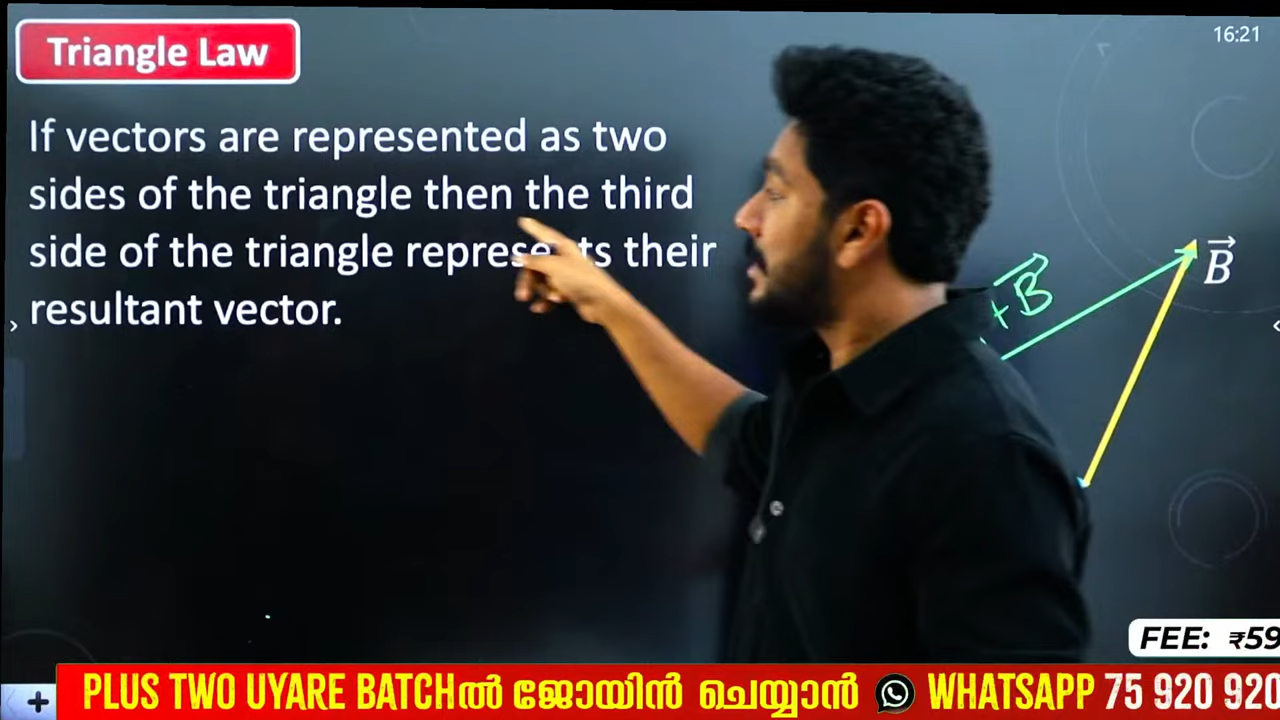 Triangle Law
16:21
If vectors are represented as two
sides of the triangle then the third
side of the triangle represents their
resultant vector.
+B
B
FEE: ₹59
PLUS TWO UYARE BATCHൽ ജോയിൻ ചെയ്യാൻ WHATSAPP 75 920 920